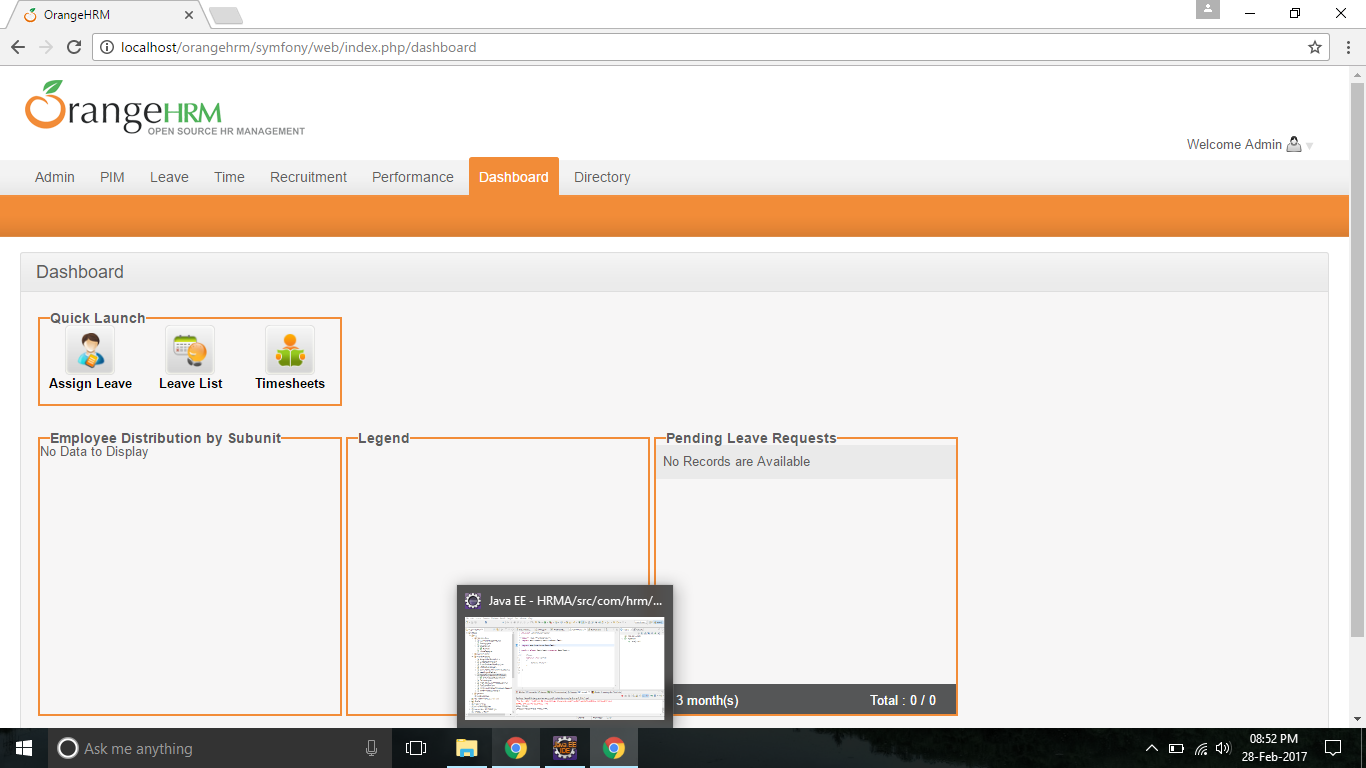 OrangeHRM
localhost/orangehrm/symfony/web/index.php/dashboard
OrangeHRM
OPEN SOURCE HR MANAGEMENT
Welcome Admin
Admin PIM Leave Time Recruitment Performance Dashboard Directory
Dashboard
Quick Launch
Assign Leave Leave List Timesheets
Employee Distribution by Subunit Legend Pending Leave Requests
No Data to Display
No Records are Available
Java EE - HRMA/src/com/hrm/...
3 month(s) Total : 0 / 0
Ask me anything
Java EE
IDE
08:52 PM
28-Feb-2017